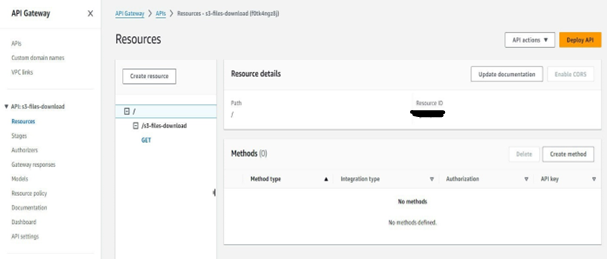 API Gateway X
APIs
Custom domain names
VPC links
API: s3-files-download
Resources
Stages
Authorizers
Gateway responses
Models
Resource policy
Documentation
Dashboard
API settings
API Gateway > APIs > Resources - s3-files-download
Resources
API actions ▼
Deploy API
Create resource
/
/s3-files-download
GET
Resource details
Update documentation
Enable CORS
Path
/
Resource ID
Methods (0)
Delete
Create method
Method type ▲ Integration type ▼ Authorization ▼ API key ▼
No methods
No methods defined.